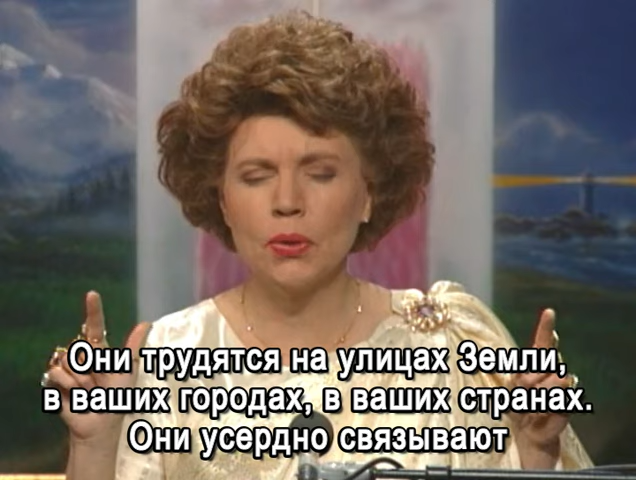 Они трудятся на улицах Земли,
в ваших городах, в ваших странах.
Они усердно связывают